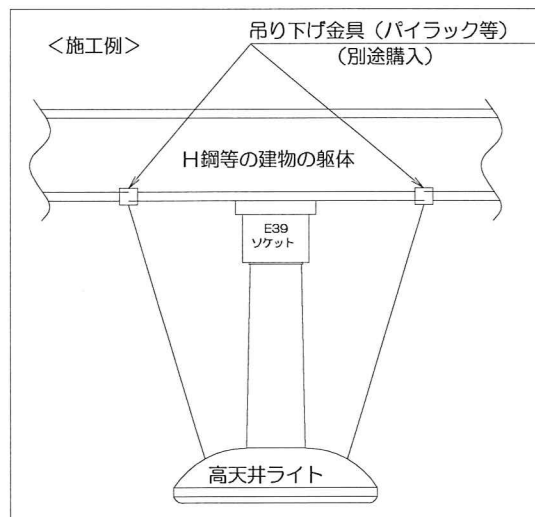 ＜施工例＞
吊り下げ金具（パイラック等）
（別途購入）
H鋼等の建物の躯体
E39
ソケット
高天井ライト